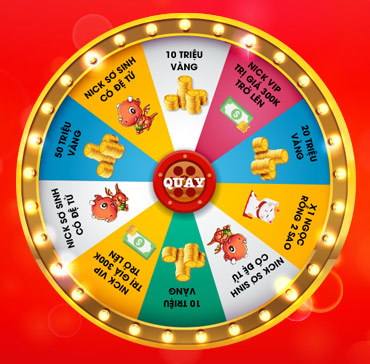 10 TRIỆU
VÀNG
NICK VIP
TRỊ GIÁ 300K
TRỞ LÊN
20 TRIỆU
VÀNG
X1 NGỌC
RỒNG 2 SAO
NICK SƠ SINH
CÓ ĐỆ TỬ
10 TRIỆU
VÀNG
NICK VIP
TRỊ GIÁ 300K
TRỞ LÊN
NICK SƠ SINH
CÓ ĐỆ TỬ
50 TRIỆU
VÀNG
NICK SƠ SINH
CÓ ĐỆ TỬ
QUAY